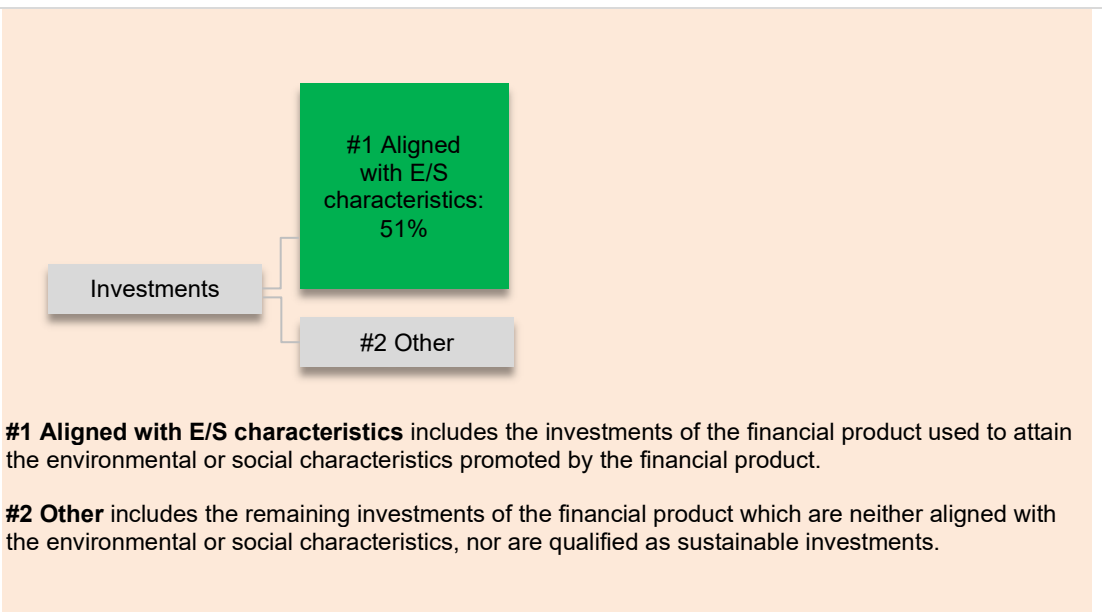 #1 Aligned
with E/S
characteristics:
51%
Investments
#2 Other
#1 Aligned with E/S characteristics includes the investments of the financial product used to attain
the environmental or social characteristics promoted by the financial product.
#2 Other includes the remaining investments of the financial product which are neither aligned with
the environmental or social characteristics, nor are qualified as sustainable investments.